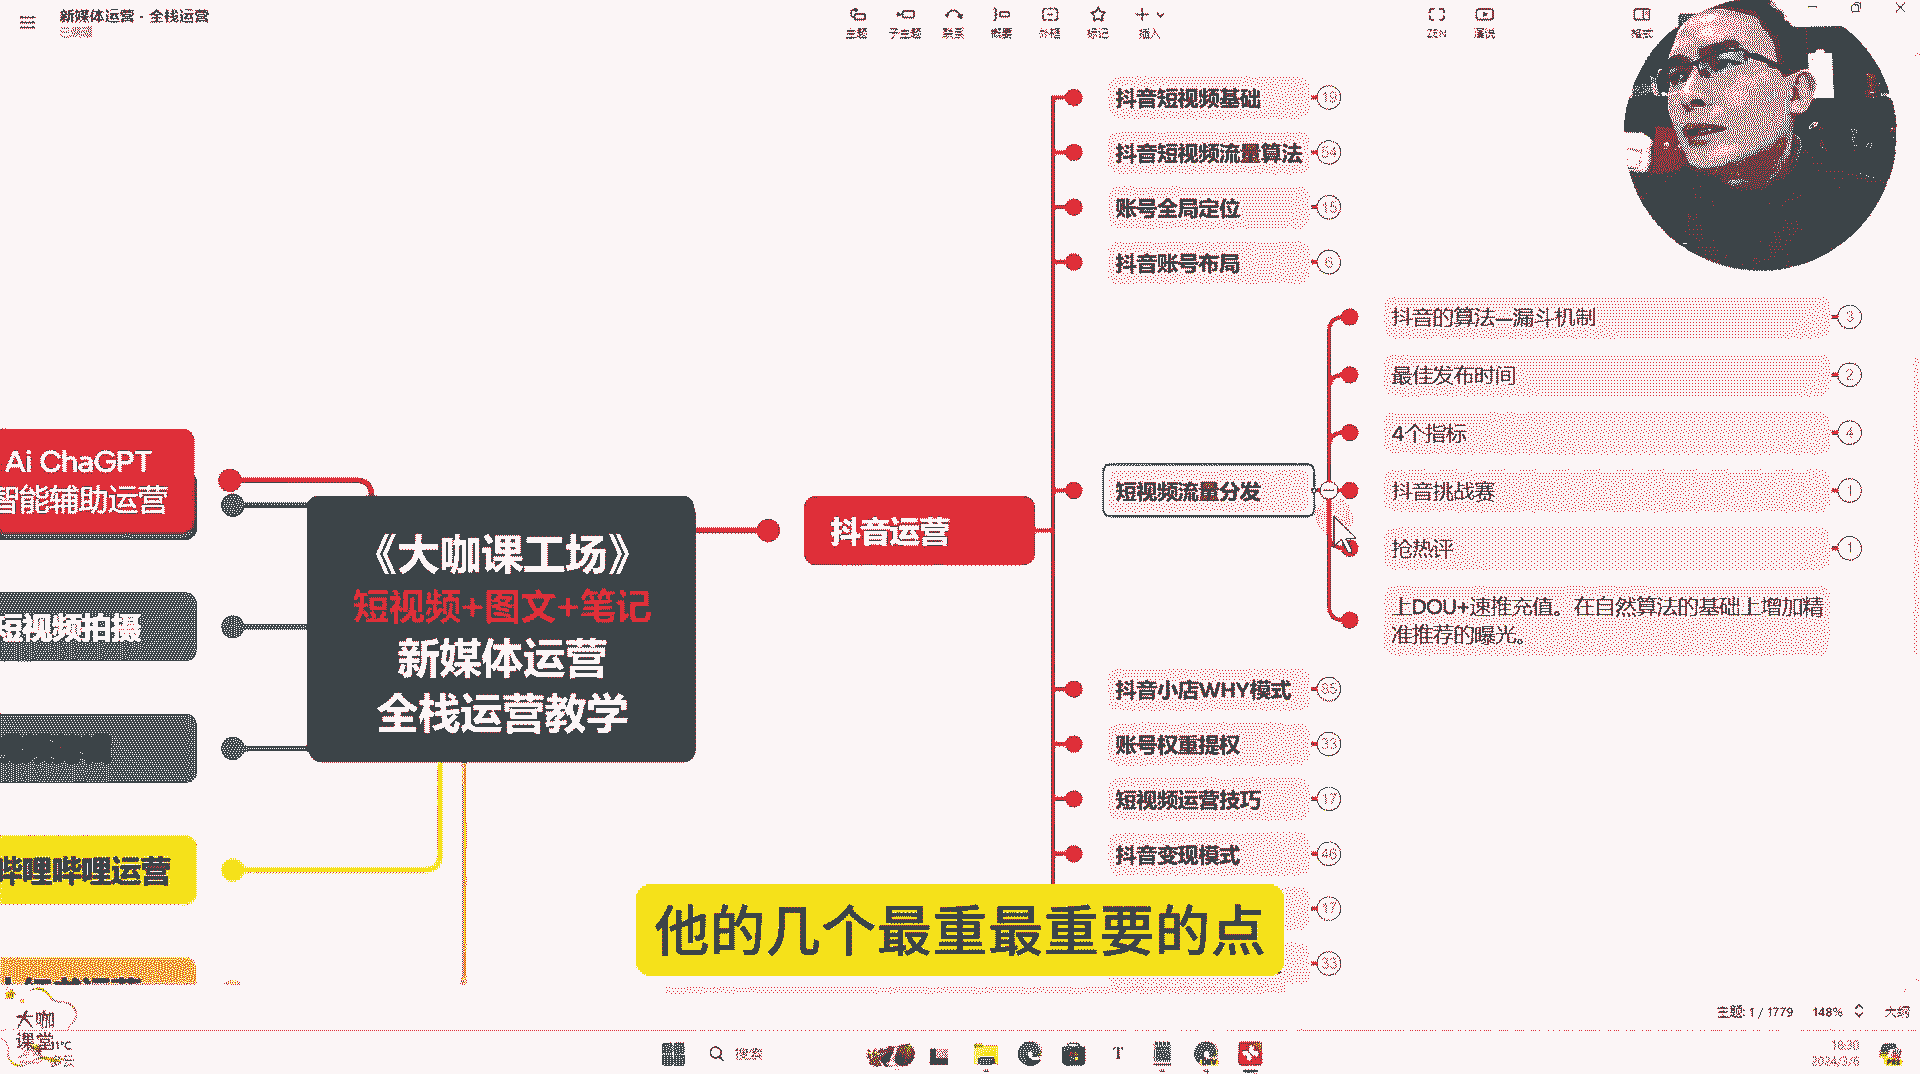 新媒体运营 - 全栈运营
主题
子主题
联系
概要
外框
标记
插入
ZEN
演说
格式
抖音短视频基础
19
抖音短视频流量算法
64
账号全局定位
15
抖音账号布局
6
抖音的算法—漏斗机制
3
最佳发布时间
2
4个指标
4
短视频流量分发
抖音挑战赛
1
抢热评
1
上DOU+速推充值。在自然算法的基础上增加精
准推荐的曝光。
Ai ChaGPT
智能辅助运营
《大咖课工场》
短视频+图文+笔记
新媒体运营
全栈运营教学
抖音运营
短视频拍摄
哔哩哔哩运营
抖音小店WHY模式
85
账号权重提权
33
短视频运营技巧
17
抖音变现模式
46
17
33
他的几个最重最重要的点
大咖
课堂
主题: 1 / 1779
148%
大纲
搜索
18:30
2024/3/6